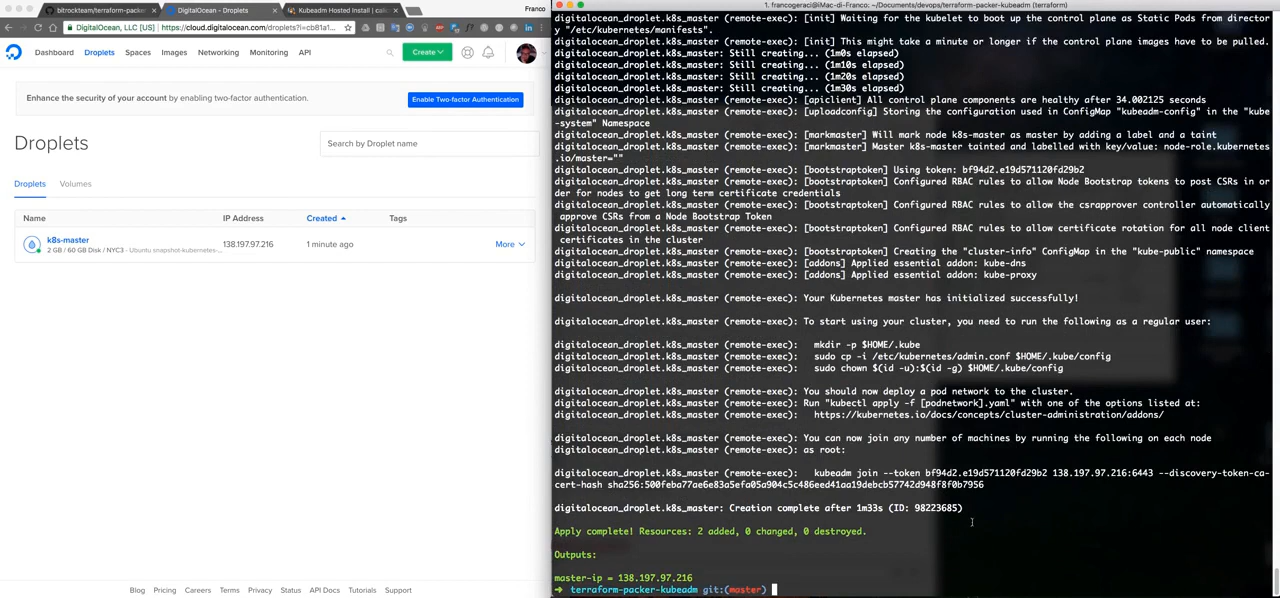 bitrockteam/terraform-packer
DigitalOcean - Droplets
Kubeadm Hosted Install | calic
Franco
DigitalOcean, LLC [US]
https://cloud.digitalocean.com/droplets?i=cb81a1...
Dashboard
Droplets
Spaces
Images
Networking
Monitoring
API
Create
Enhance the security of your account by enabling two-factor authentication.
Enable Two-factor Authentication
Droplets
Search by Droplet name
Droplets
Volumes
Name
IP Address
Created
Tags
k8s-master
2 GB / 60 GB Disk / NYC3 - Ubuntu snapshot-kubernetes-...
138.197.97.216
1 minute ago
More
Blog
Pricing
Careers
Terms
Privacy
Status
API Docs
Tutorials
Support
1. francogeraci@iMac-di-Franco: ~/Documents/devops/terraform-packer-kubeadm (terraform)
digitalocean_droplet.k8s_master (remote-exec): [init] Waiting for the kubelet to boot up the control plane as Static Pods from director
y "/etc/kubernetes/manifests".
digitalocean_droplet.k8s_master (remote-exec): [init] This might take a minute or longer if the control plane images have to be pulled.
digitalocean_droplet.k8s_master: Still creating... (1m0s elapsed)
digitalocean_droplet.k8s_master: Still creating... (1m10s elapsed)
digitalocean_droplet.k8s_master: Still creating... (1m20s elapsed)
digitalocean_droplet.k8s_master: Still creating... (1m30s elapsed)
digitalocean_droplet.k8s_master (remote-exec): [apiclient] All control plane components are healthy after 34.002125 seconds
digitalocean_droplet.k8s_master (remote-exec): [uploadconfig] Storing the configuration used in ConfigMap "kubeadm-config" in the "kube
-system" Namespace
digitalocean_droplet.k8s_master (remote-exec): [markmaster] Will mark node k8s-master as master by adding a label and a taint
digitalocean_droplet.k8s_master (remote-exec): [markmaster] Master k8s-master tainted and labelled with key/value: node-role.kubernetes
.io/master=""
digitalocean_droplet.k8s_master (remote-exec): [bootstraptoken] Using token: bf94d2.e19d571120fd29b2
digitalocean_droplet.k8s_master (remote-exec): [bootstraptoken] Configured RBAC rules to allow Node Bootstrap tokens to post CSRs in or
der for nodes to get long term certificate credentials
digitalocean_droplet.k8s_master (remote-exec): [bootstraptoken] Configured RBAC rules to allow the csrapprover controller automatically
approve CSRs from a Node Bootstrap Token
digitalocean_droplet.k8s_master (remote-exec): [bootstraptoken] Configured RBAC rules to allow certificate rotation for all node client
certificates in the cluster
digitalocean_droplet.k8s_master (remote-exec): [bootstraptoken] Creating the "cluster-info" ConfigMap in the "kube-public" namespace
digitalocean_droplet.k8s_master (remote-exec): [addons] Applied essential addon: kube-dns
digitalocean_droplet.k8s_master (remote-exec): [addons] Applied essential addon: kube-proxy
digitalocean_droplet.k8s_master (remote-exec): Your Kubernetes master has initialized successfully!
digitalocean_droplet.k8s_master (remote-exec): To start using your cluster, you need to run the following as a regular user:
digitalocean_droplet.k8s_master (remote-exec):   mkdir -p $HOME/.kube
digitalocean_droplet.k8s_master (remote-exec):   sudo cp -i /etc/kubernetes/admin.conf $HOME/.kube/config
digitalocean_droplet.k8s_master (remote-exec):   sudo chown $(id -u):$(id -g) $HOME/.kube/config
digitalocean_droplet.k8s_master (remote-exec): You should now deploy a pod network to the cluster.
digitalocean_droplet.k8s_master (remote-exec): Run "kubectl apply -f [podnetwork].yaml" with one of the options listed at:
digitalocean_droplet.k8s_master (remote-exec):   https://kubernetes.io/docs/concepts/cluster-administration/addons/
digitalocean_droplet.k8s_master (remote-exec): You can now join any number of machines by running the following on each node
digitalocean_droplet.k8s_master (remote-exec): as root:
digitalocean_droplet.k8s_master (remote-exec):   kubeadm join --token bf94d2.e19d571120fd29b2 138.197.97.216:6443 --discovery-token-ca-
cert-hash sha256:500feba77ae6e83a5efa05a904c5c486eed41aa19debcb57742d948f8f0b7956
digitalocean_droplet.k8s_master: Creation complete after 1m33s (ID: 98223685)
Apply complete! Resources: 2 added, 0 changed, 0 destroyed.
Outputs:
master-ip = 138.197.97.216
➜ terraform-packer-kubeadm git:(master)